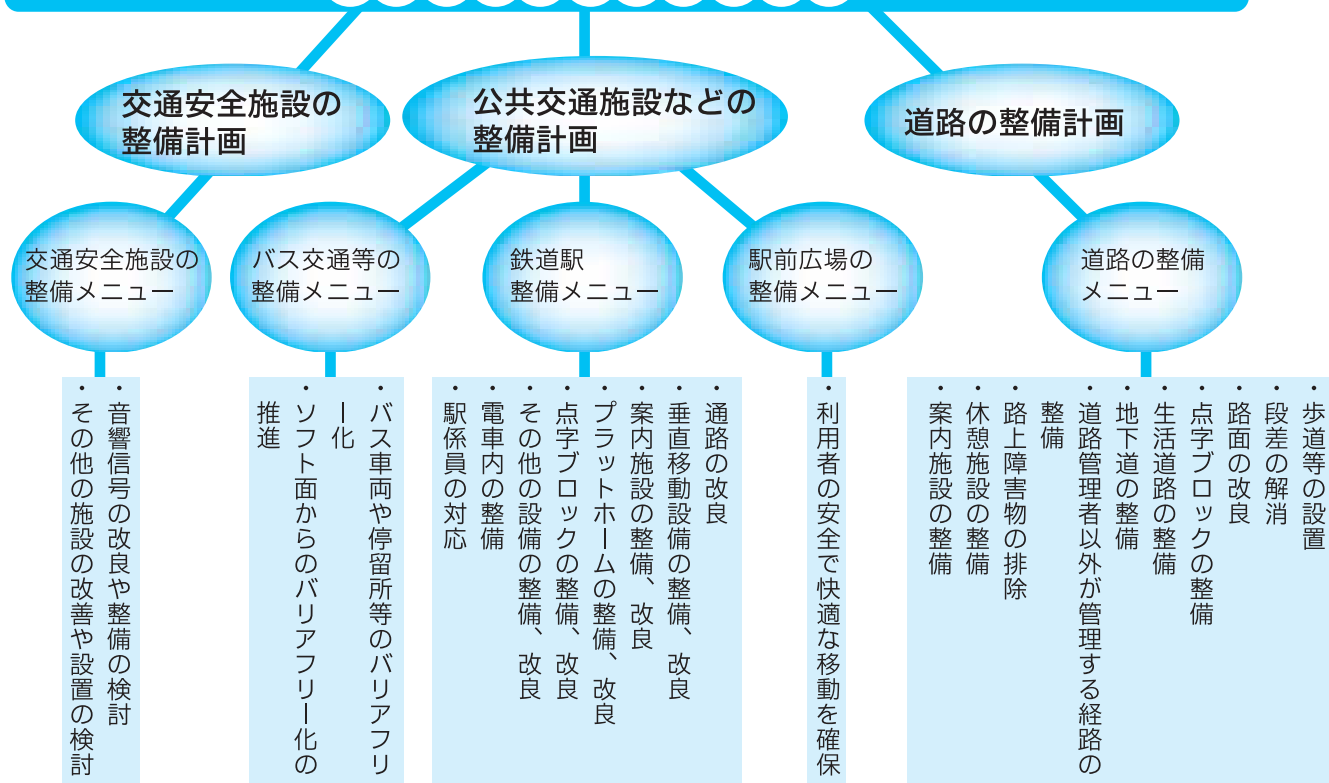 交通安全施設の
整備計画
公共交通施設などの
整備計画
道路の整備計画
交通安全施設の
整備メニュー
バス交通等の
整備メニュー
鉄道駅
整備メニュー
駅前広場の
整備メニュー
道路の整備
メニュー
・音響信号の改良や整備の検討
・その他の施設の改善や設置の検討
・バス車両や停留所等のバリアフリ
ー化
・ソフト面からのバリアフリー化の
推進
・通路の改良
・垂直移動設備の整備、改良
・案内施設の整備、改良
・プラットホームの整備、改良
・点字ブロックの整備、改良
・その他の設備の整備、改良
・電車内の整備
・駅係員の対応
・利用者の安全で快適な移動を確保
・歩道等の設置
・段差の解消
・路面の改良
・点字ブロックの整備
・生活道路の整備
・地下道の整備
・道路管理者以外が管理する経路の
整備
・路上障害物の排除
・休憩施設の整備
・案内施設の整備